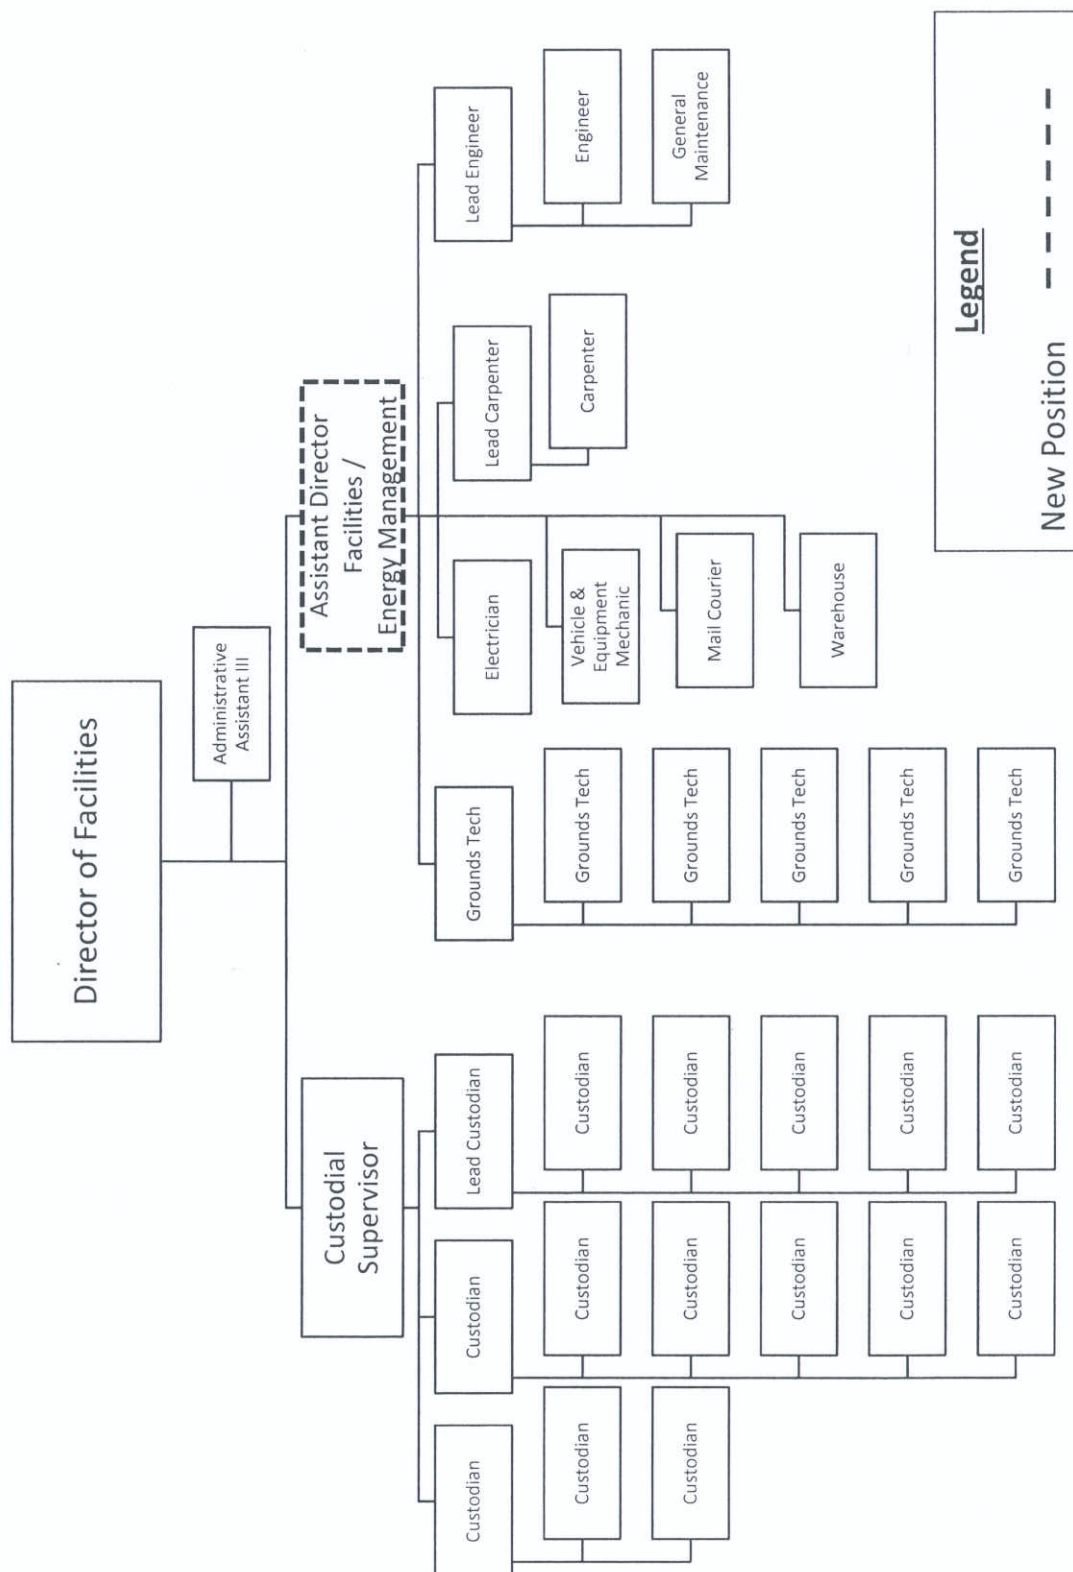 Director of Facilities
Administrative
Assistant III
Custodial
Supervisor
Assistant Director
Facilities /
Energy Management
Custodian
Custodian
Custodian
Custodian
Custodian
Custodian
Custodian
Custodian
Custodian
Lead Custodian
Custodian
Custodian
Custodian
Custodian
Custodian
Grounds Tech
Grounds Tech
Grounds Tech
Grounds Tech
Grounds Tech
Grounds Tech
Electrician
Vehicle &
Equipment
Mechanic
Mail Courier
Warehouse
Lead Carpenter
Carpenter
Lead Engineer
Engineer
General
Maintenance
Legend
New Position